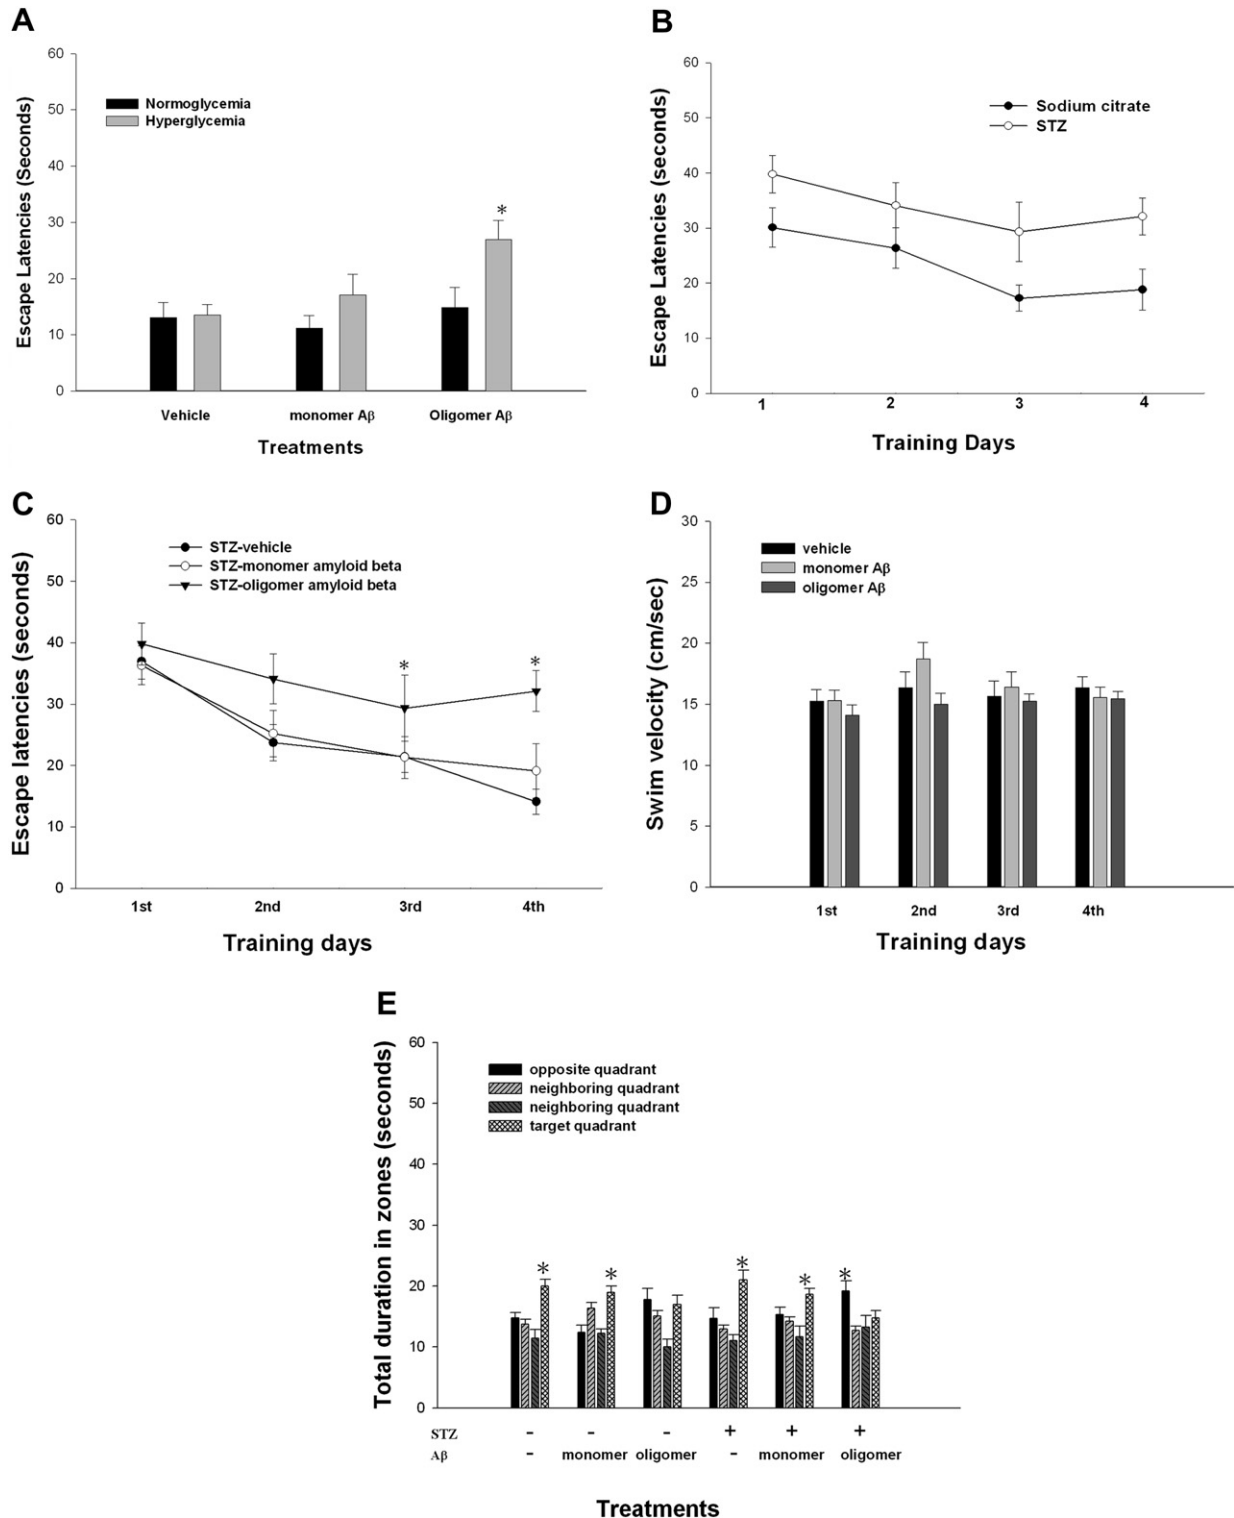 A
Escape Latencies (Seconds)
60
50
40
30
20
10
0
Normoglycemia
Hyperglycemia
*
Vehicle monomer Aβ Oligomer Aβ
Treatments
B
Escape Latencies (seconds)
60
50
40
30
20
10
0
Sodium citrate
STZ
1 2 3 4
Training Days
C
Escape latencies (seconds)
60
50
40
30
20
10
0
STZ-vehicle
STZ-monomer amyloid beta
STZ-oligomer amyloid beta
* *
1st 2nd 3rd 4th
Training days
D
Swim velocity (cm/sec)
30
25
20
15
10
5
0
vehicle
monomer Aβ
oligomer Aβ
1st 2nd 3rd 4th
Training days
E
Total duration in zones (seconds)
60
50
40
30
20
10
0
opposite quadrant
neighboring quadrant
neighboring quadrant
target quadrant
* * * * *
STZ - - - + + +
Aβ - monomer oligomer - monomer oligomer
Treatments